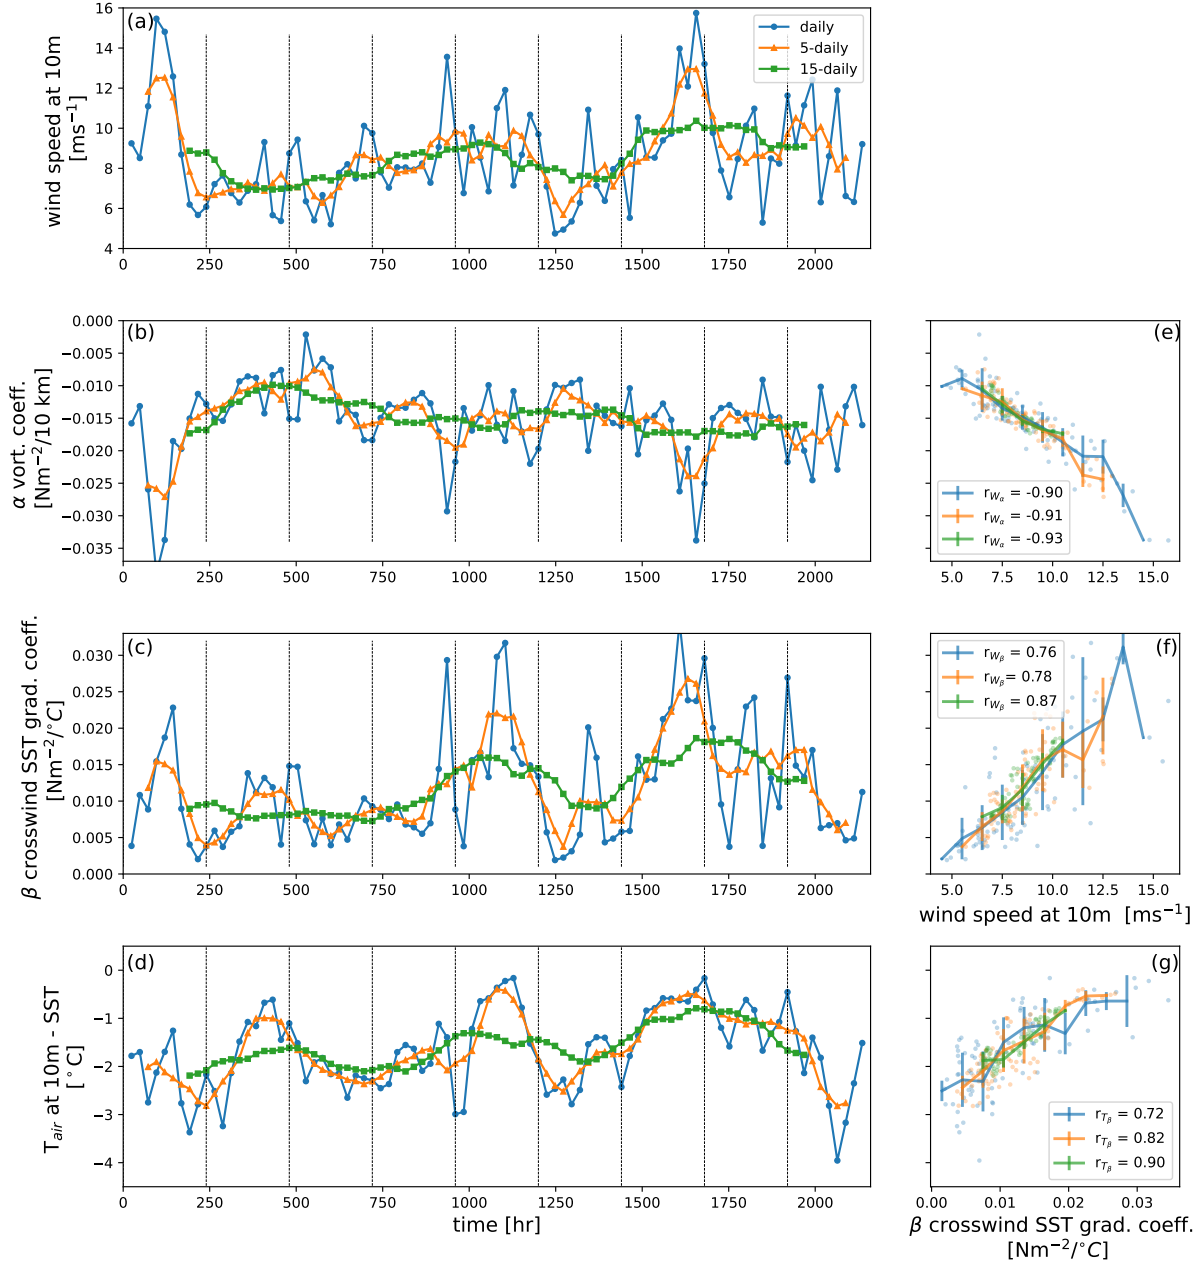 (a)
wind speed at 10m
[ms⁻¹]
16
14
12
10
8
6
4
daily
5-daily
15-daily
0 250 500 750 1000 1250 1500 1750 2000
(b)
α vort. coeff.
[Nm⁻²/10 km]
0.000
−0.005
−0.010
−0.015
−0.020
−0.025
−0.030
−0.035
0 250 500 750 1000 1250 1500 1750 2000
(e)
r_Wα = -0.90
r_Wα = -0.91
r_Wα = -0.93
5.0 7.5 10.0 12.5 15.0
(c)
β crosswind SST grad. coeff.
[Nm⁻²/°C]
0.030
0.025
0.020
0.015
0.010
0.005
0.000
0 250 500 750 1000 1250 1500 1750 2000
(f)
r_Wβ = 0.76
r_Wβ = 0.78
r_Wβ = 0.87
5.0 7.5 10.0 12.5 15.0
wind speed at 10m [ms⁻¹]
(d)
T_air at 10m - SST
[°C]
0
−1
−2
−3
−4
0 250 500 750 1000 1250 1500 1750 2000
time [hr]
(g)
r_Tβ = 0.72
r_Tβ = 0.82
r_Tβ = 0.90
0.00 0.01 0.02 0.03
β crosswind SST grad. coeff.
[Nm⁻²/°C]